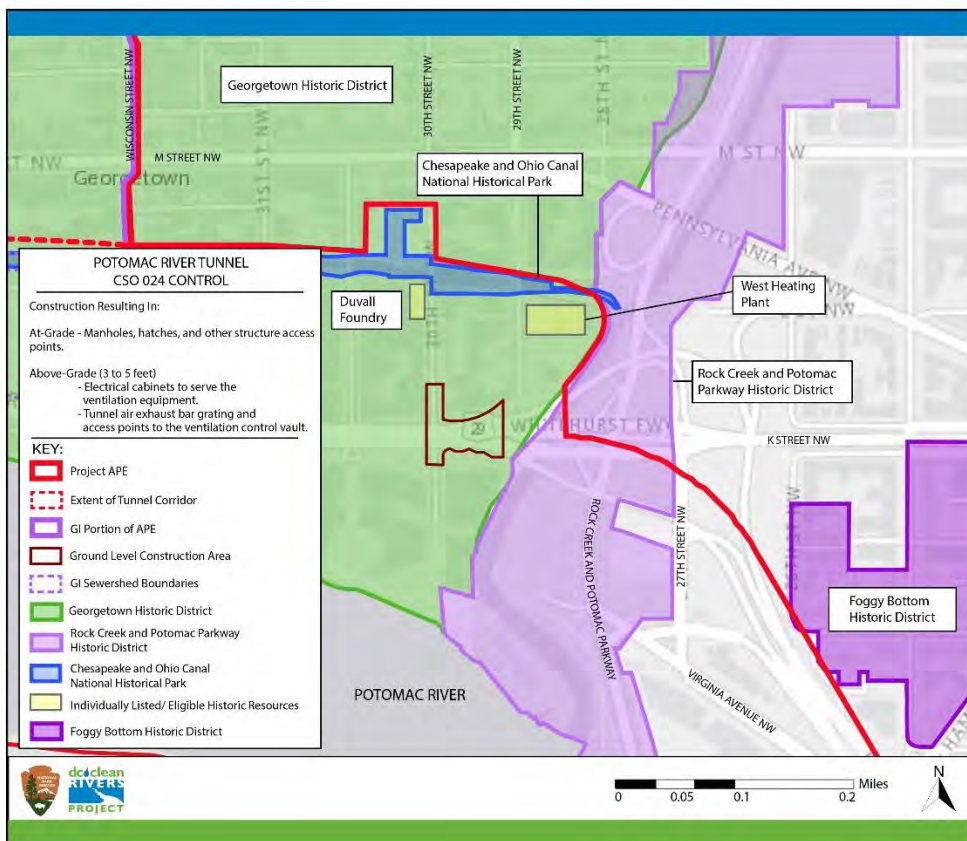 Georgetown Historic District
WISCONSIN STREET NW
31ST ST NW
30TH STREET NW
29TH STREET NW
28TH ST N
M STREET NW
Georgetown
ST NW
M ST NW
PENNSYLVANIA AVE NW
Chesapeake and Ohio Canal
National Historical Park
Duvall
Foundry
West Heating
Plant
Rock Creek and Potomac
Parkway Historic District
29
WHITEHURST FWY
K STREET NW
27TH STREET NW
ROCK CREEK AND POTOMAC PARKWAY
VIRGINIA AVENUE NW
Foggy Bottom
Historic District
POTOMAC RIVER
POTOMAC RIVER TUNNEL
CSO 024 CONTROL
Construction Resulting In:
At-Grade - Manholes, hatches, and other structure access
points.
Above-Grade (3 to 5 feet)
- Electrical cabinets to serve the
ventilation equipment.
- Tunnel air exhaust bar grating and
access points to the ventilation control vault.
KEY:
Project APE
Extent of Tunnel Corridor
GI Portion of APE
Ground Level Construction Area
GI Sewershed Boundaries
Georgetown Historic District
Rock Creek and Potomac Parkway
Historic District
Chesapeake and Ohio Canal
National Historical Park
Individually Listed/ Eligible Historic Resources
Foggy Bottom Historic District
dc clean
RIVERS
PROJECT
0 0.05 0.1 0.2 Miles
N